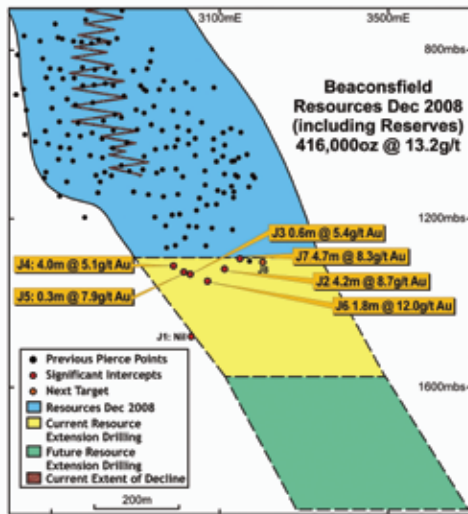 3100mE
3500mE
800mbs
Beaconsfield
Resources Dec 2008
(including Reserves)
416,000oz @ 13.2g/t
1200mbs
J3 0.6m @ 5.4g/t Au
J7 4.7m @ 8.3g/t Au
J4: 4.0m @ 5.1g/t Au
J2 4.2m @ 8.7g/t Au
J5: 0.3m @ 7.9g/t Au
J6 1.8m @ 12.0g/t Au
J1: Nil
Previous Pierce Points
Significant Intercepts
Next Target
Resources Dec 2008
Current Resource
Extension Drilling
Future Resource
Extension Drilling
Current Extent of Decline
1600mbs
200m